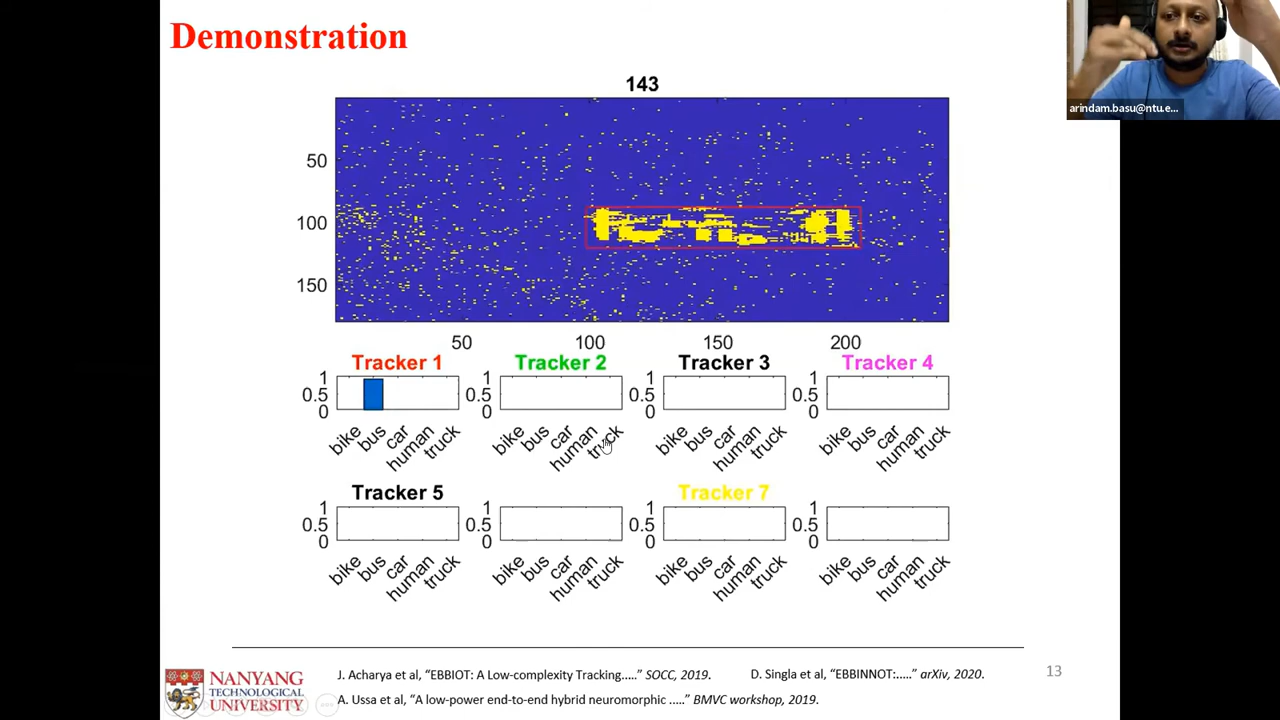 Demonstration
arindam.basu@ntu.e...
143
50
100
150
50 100 150 200
Tracker 1 Tracker 2 Tracker 3 Tracker 4
1 1 1 1
0.5 0.5 0.5 0.5
0 0 0 0
bike bus car human truck bike bus car human truck bike bus car human truck bike bus car human truck
Tracker 5 Tracker 7
1 1 1 1
0.5 0.5 0.5 0.5
0 0 0 0
bike bus car human truck bike bus car human truck bike bus car human truck bike bus car human truck
NANYANG
TECHNOLOGICAL
UNIVERSITY
J. Acharya et al, “EBBIOT: A Low-complexity Tracking.....” SOCC, 2019. D. Singla et al, “EBBINNOT:.....” arXiv, 2020.
A. Ussa et al, “A low-power end-to-end hybrid neuromorphic .....” BMVC workshop, 2019.
13